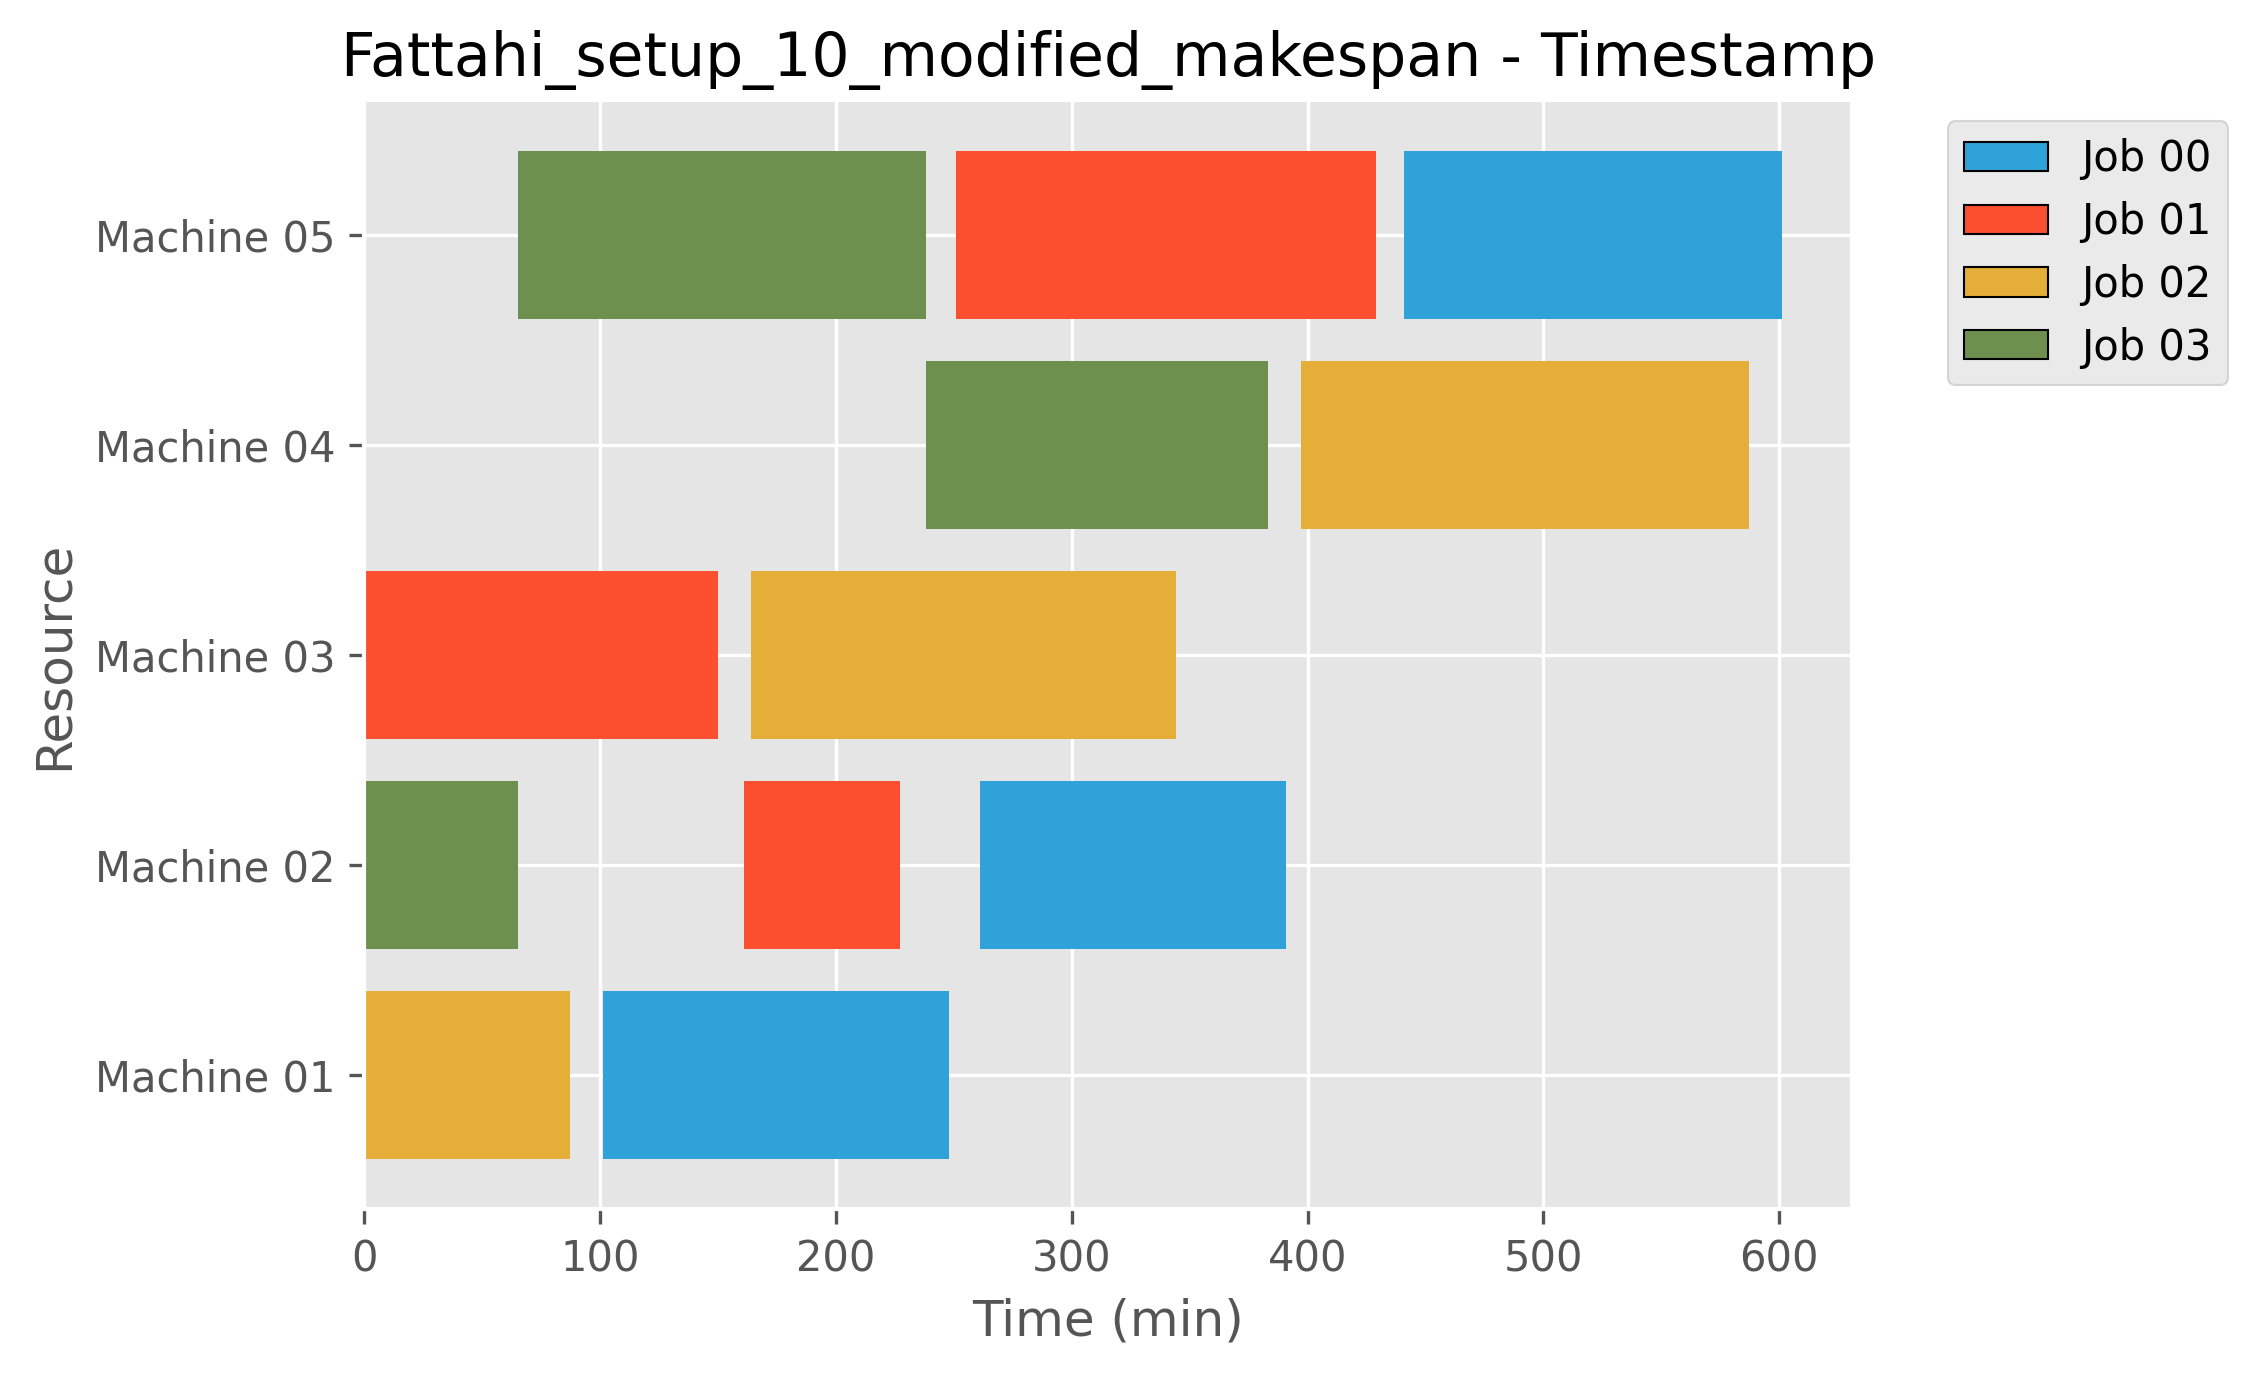 Fattahi_setup_10_modified_makespan - Timestamp
Job 00
Job 01
Job 02
Job 03
Machine 05
Machine 04
Machine 03
Machine 02
Machine 01
Resource
0 100 200 300 400 500 600
Time (min)